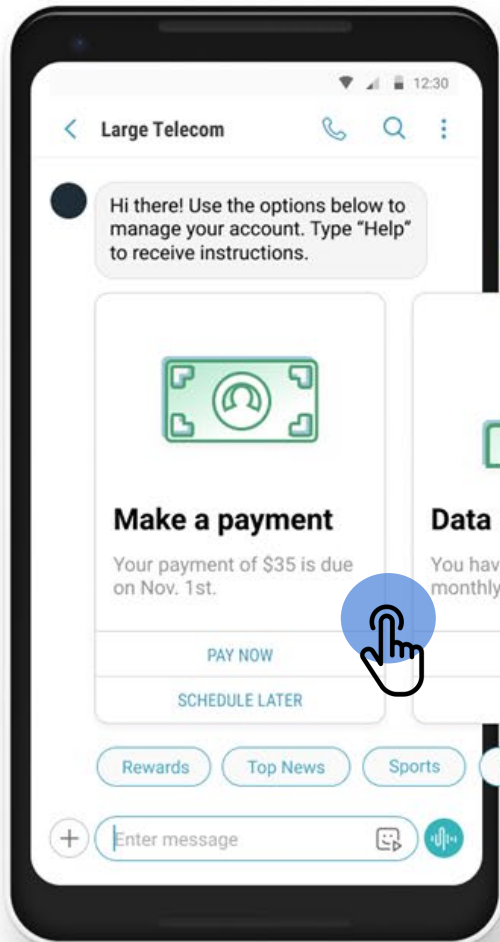 12:30
Large Telecom
Hi there! Use the options below to
manage your account. Type “Help”
to receive instructions.
Make a payment
Your payment of $35 is due
on Nov. 1st.
PAY NOW
SCHEDULE LATER
Data
You hav
monthly
Rewards
Top News
Sports
Enter message